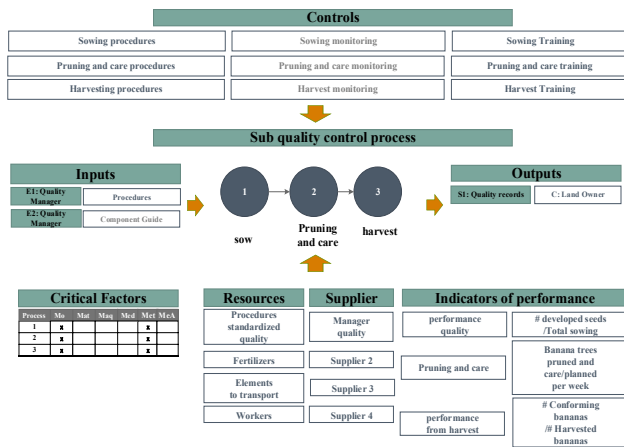 Controls
Sowing procedures
Sowing monitoring
Sowing Training
Pruning and care procedures
Pruning and care monitoring
Pruning and care training
Harvesting procedures
Harvest monitoring
Harvest Training
Sub quality control process
Inputs
E1: Quality
Manager
Procedures
E2: Quality
Manager
Component Guide
1
2
3
sow
Pruning
and care
harvest
Outputs
S1: Quality records
C: Land Owner
Critical Factors
Process Mo Mat Maq Med Met MeA
1 x x
2 x x
3 x x
Resources
Procedures
standardized
quality
Fertilizers
Elements
to transport
Workers
Supplier
Manager
quality
Supplier 2
Supplier 3
Supplier 4
Indicators of performance
performance
quality
# developed seeds
/Total sowing
Pruning and care
Banana trees
pruned and
care/planned
per week
performance
from harvest
# Conforming
bananas
/# Harvested
bananas